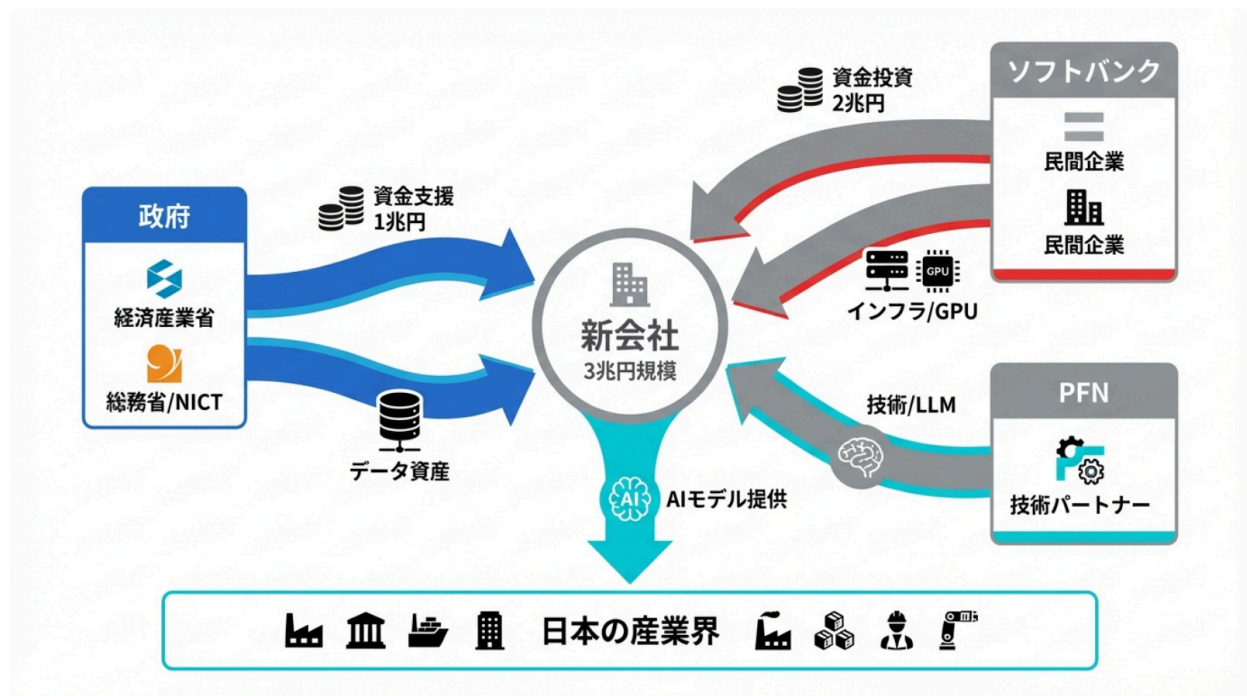 政府
経済産業省
総務省/NICT
資金支援
1兆円
データ資産
新会社
3兆円規模
資金投資
2兆円
ソフトバンク
民間企業
民間企業
GPU
インフラ/GPU
技術/LLM
PFN
技術パートナー
AI
AIモデル提供
日本の産業界